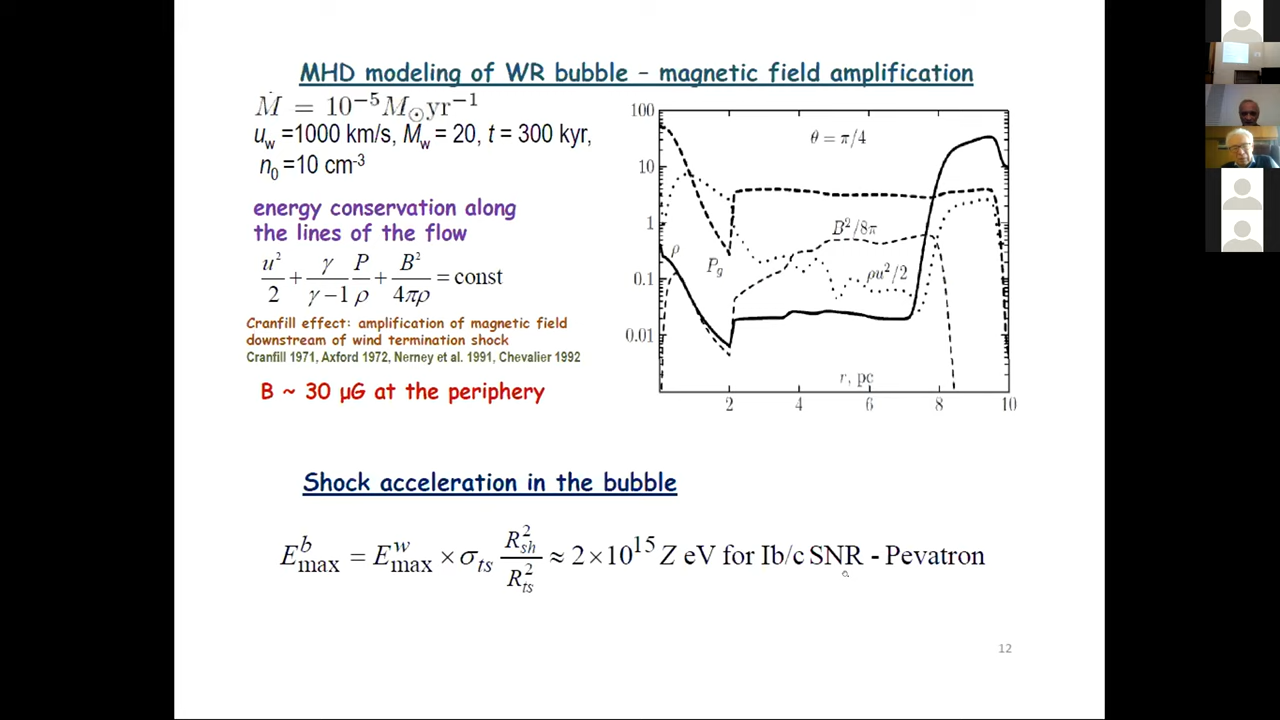 MHD modeling of WR bubble – magnetic field amplification
Ṁ = 10⁻⁵ M⊙yr⁻¹
u_w =1000 km/s, M_w = 20, t = 300 kyr,
n₀ =10 cm⁻³
energy conservation along
the lines of the flow
u²/2 + γ/(γ−1) P/ρ + B²/4πρ = const
Cranfill effect: amplification of magnetic field
downstream of wind termination shock
Cranfill 1971, Axford 1972, Nerney et al. 1991, Chevalier 1992
B ~ 30 μG at the periphery
100
10
1
0.1
0.01
θ = π/4
B²/8π
ρ
P_g
ρu²/2
r, pc
2 4 6 8 10
Shock acceleration in the bubble
E^b_max = E^w_max × σ_ts R²_sh/R²_ts ≈ 2×10¹⁵ Z eV for Ib/c SNR - Pevatron
12